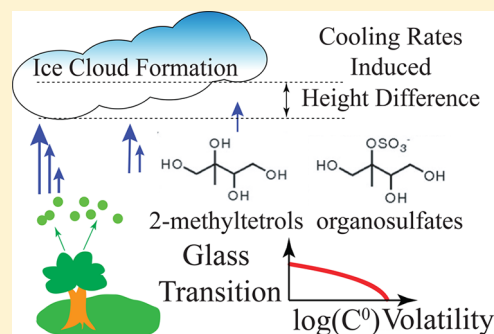 Cooling Rates
Ice Cloud Formation Induced
Height Difference
OH
HO
OH
OH
OSO₃⁻
HO
OH
OH
2-methyltetrols organosulfates
Glass
Transition
log(C⁰) Volatility